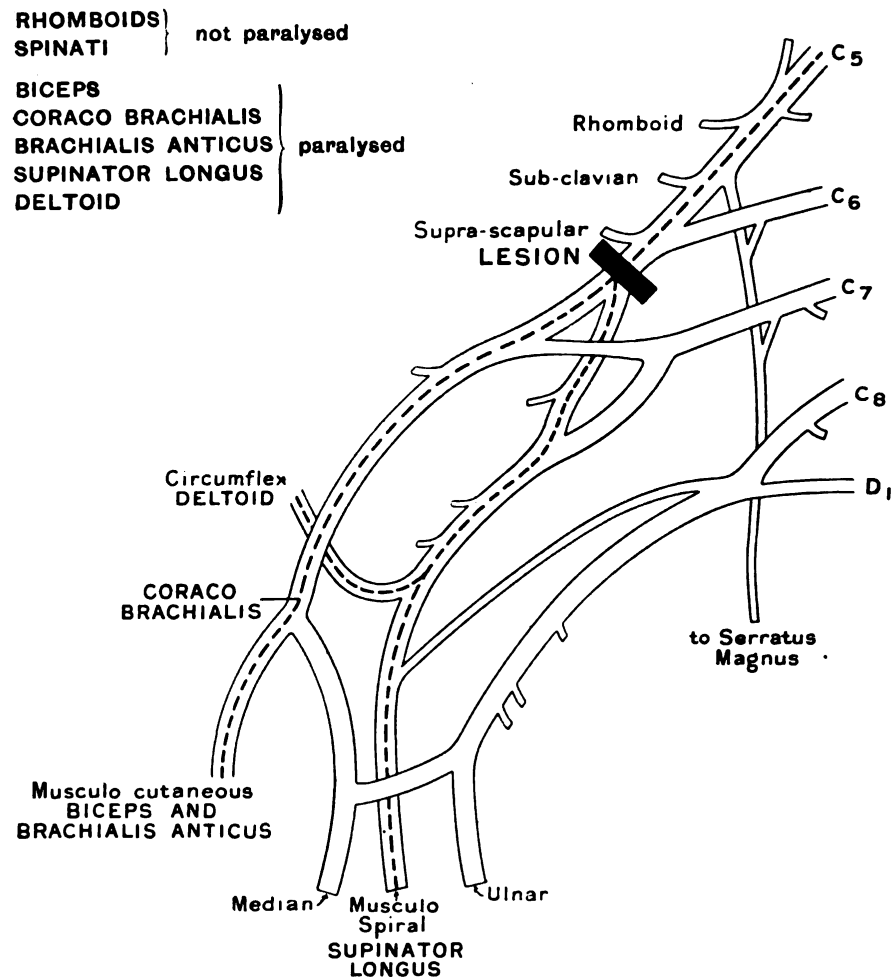 RHOMBOIDS
SPINATI
not paralysed
BICEPS
CORACO BRACHIALIS
BRACHIALIS ANTICUS
SUPINATOR LONGUS
DELTOID
paralysed
C5
Rhomboid
Sub-clavian
C6
Supra-scapular
LESION
C7
C8
Circumflex
DELTOID
D1
CORACO
BRACHIALIS
to Serratus
Magnus
Musculo cutaneous
BICEPS AND
BRACHIALIS ANTICUS
Median
Musculo
Spiral
SUPINATOR
LONGUS
Ulnar